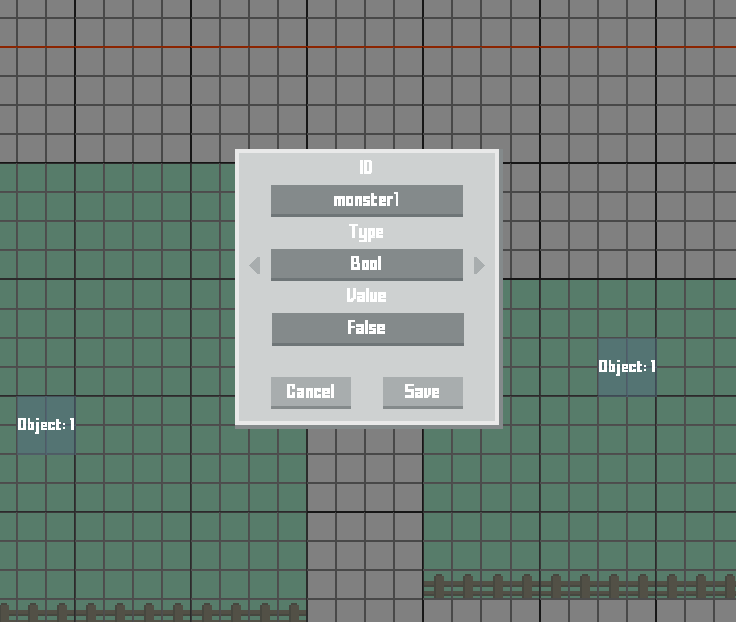 ID
monster1
Type
Bool
Value
False
Object: 1
Cancel
Save
Object: 1